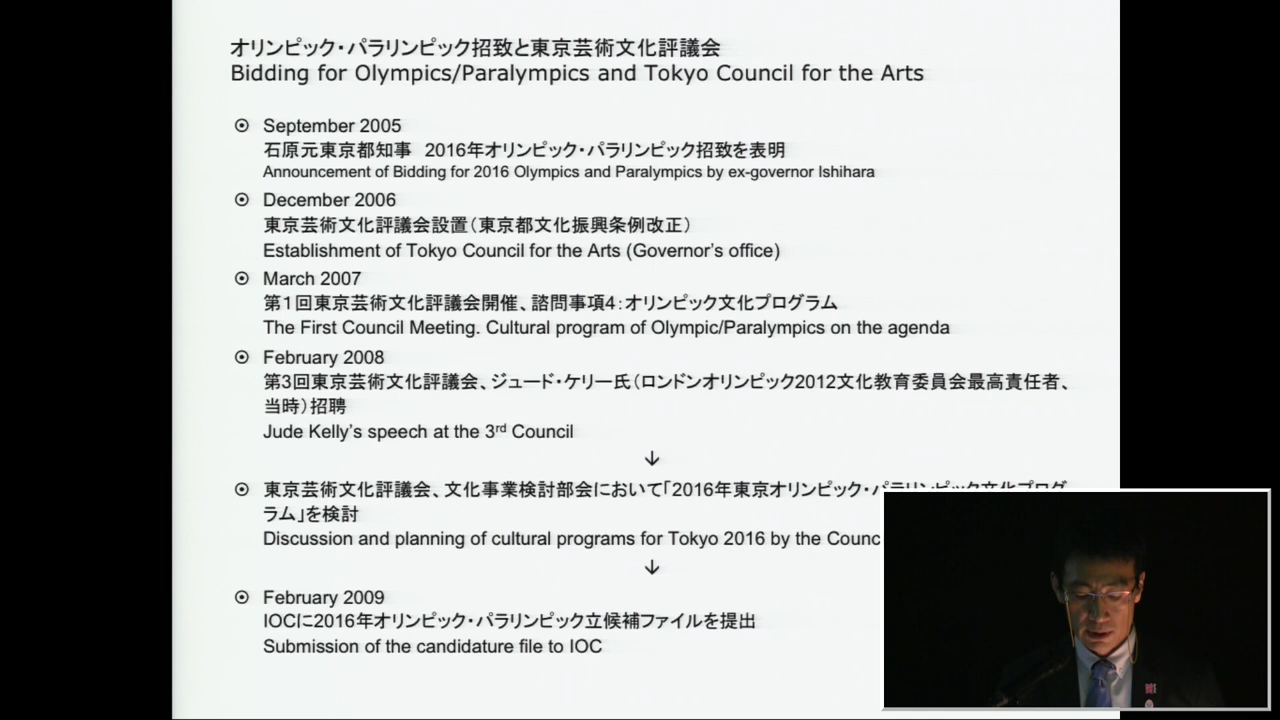 オリンピック・パラリンピック招致と東京芸術文化評議会
Bidding for Olympics/Paralympics and Tokyo Council for the Arts
September 2005
石原元東京都知事　2016年オリンピック・パラリンピック招致を表明
Announcement of Bidding for 2016 Olympics and Paralympics by ex-governor Ishihara
December 2006
東京芸術文化評議会設置（東京都文化振興条例改正）
Establishment of Tokyo Council for the Arts (Governor's office)
March 2007
第1回東京芸術文化評議会開催、諮問事項4：オリンピック文化プログラム
The First Council Meeting. Cultural program of Olympic/Paralympics on the agenda
February 2008
第3回東京芸術文化評議会、ジュード・ケリー氏（ロンドンオリンピック2012文化教育委員会最高責任者、
当時）招聘
Jude Kelly's speech at the 3rd Council
↓
東京芸術文化評議会、文化事業検討部会において「2016年東京オリンピック・パラリンピック文化プログ
ラム」を検討
Discussion and planning of cultural programs for Tokyo 2016 by the Counc
↓
February 2009
IOCに2016年オリンピック・パラリンピック立候補ファイルを提出
Submission of the candidature file to IOC